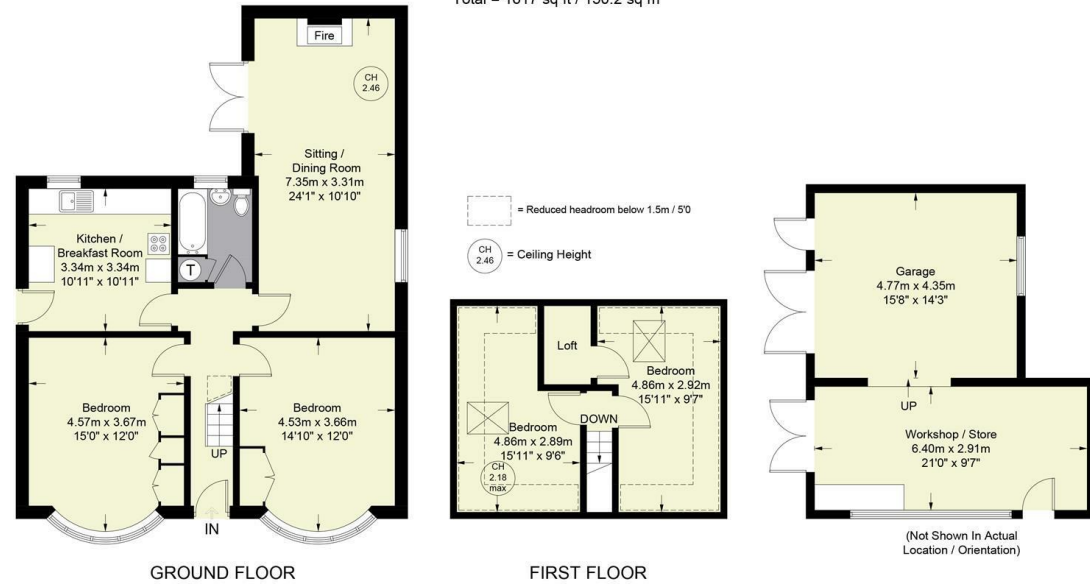 Total = 1617 sq ft / 150.2 sq m
Fire
CH
2.46
Sitting /
Dining Room
7.35m x 3.31m
24'1" x 10'10"
Kitchen /
Breakfast Room
3.34m x 3.34m
10'11" x 10'11"
T
Bedroom
4.57m x 3.67m
15'0" x 12'0"
UP
Bedroom
4.53m x 3.66m
14'10" x 12'0"
IN
GROUND FLOOR
= Reduced headroom below 1.5m / 5'0
CH
2.46
= Ceiling Height
Loft
Bedroom
4.86m x 2.92m
15'11" x 9'7"
DOWN
Bedroom
4.86m x 2.89m
15'11" x 9'6"
CH
2.18
max
FIRST FLOOR
Garage
4.77m x 4.35m
15'8" x 14'3"
UP
Workshop / Store
6.40m x 2.91m
21'0" x 9'7"
(Not Shown In Actual
Location / Orientation)